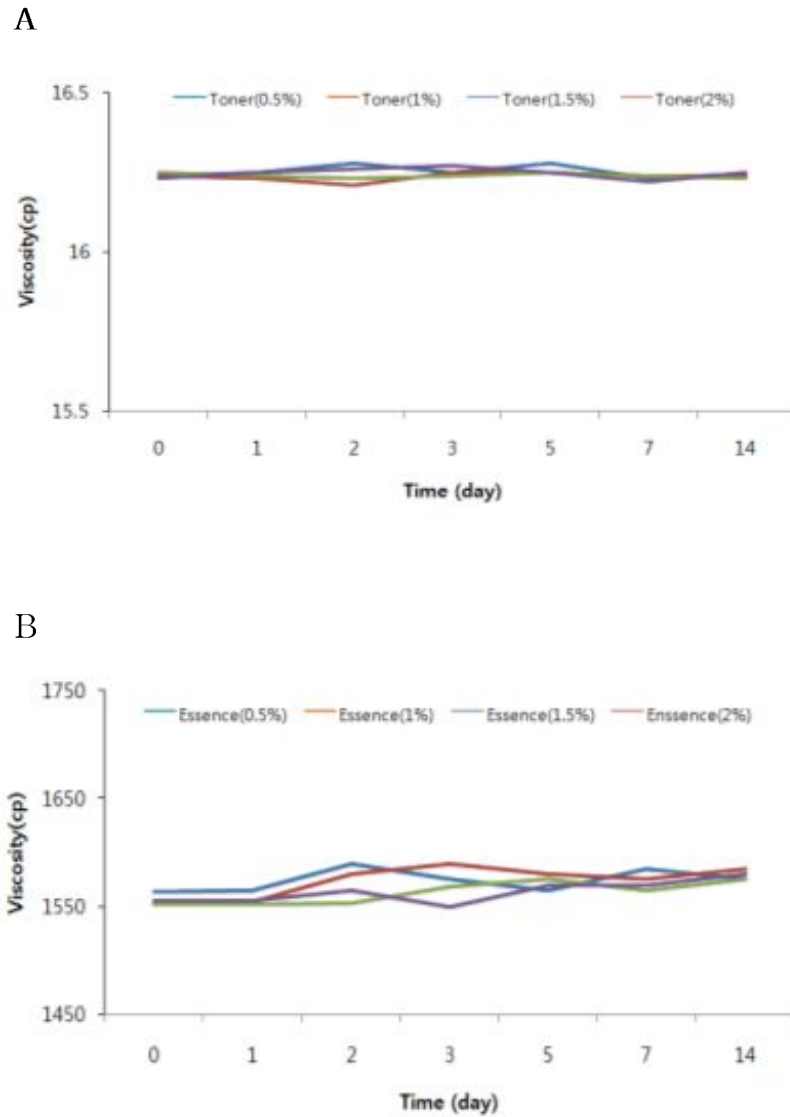 A
16.5
Toner(0.5%) Toner(1%) Toner(1.5%) Toner(2%)
16
Viscosity(cp)
15.5
0 1 2 3 5 7 14
Time (day)
B
1750
Essence(0.5%) Essence(1%) Essence(1.5%) Enssence(2%)
1650
Viscosity(cp)
1550
1450
0 1 2 3 5 7 14
Time (day)